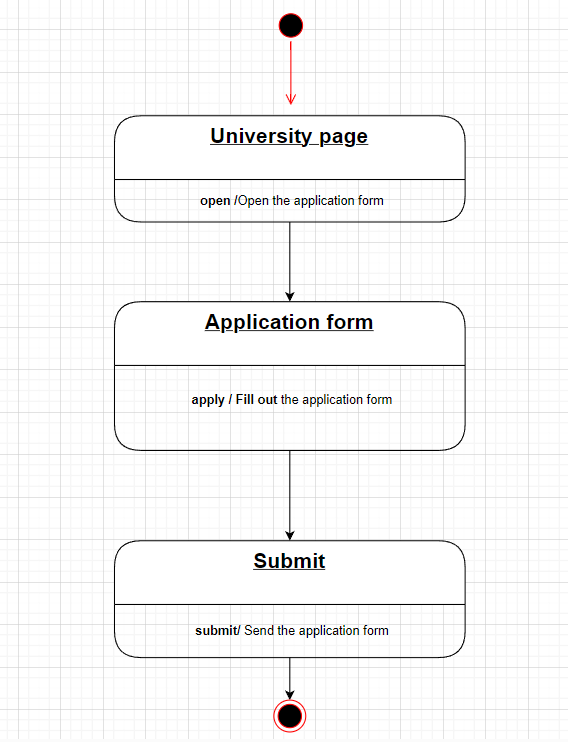 University page
open /Open the application form
Application form
apply / Fill out the application form
Submit
submit/ Send the application form